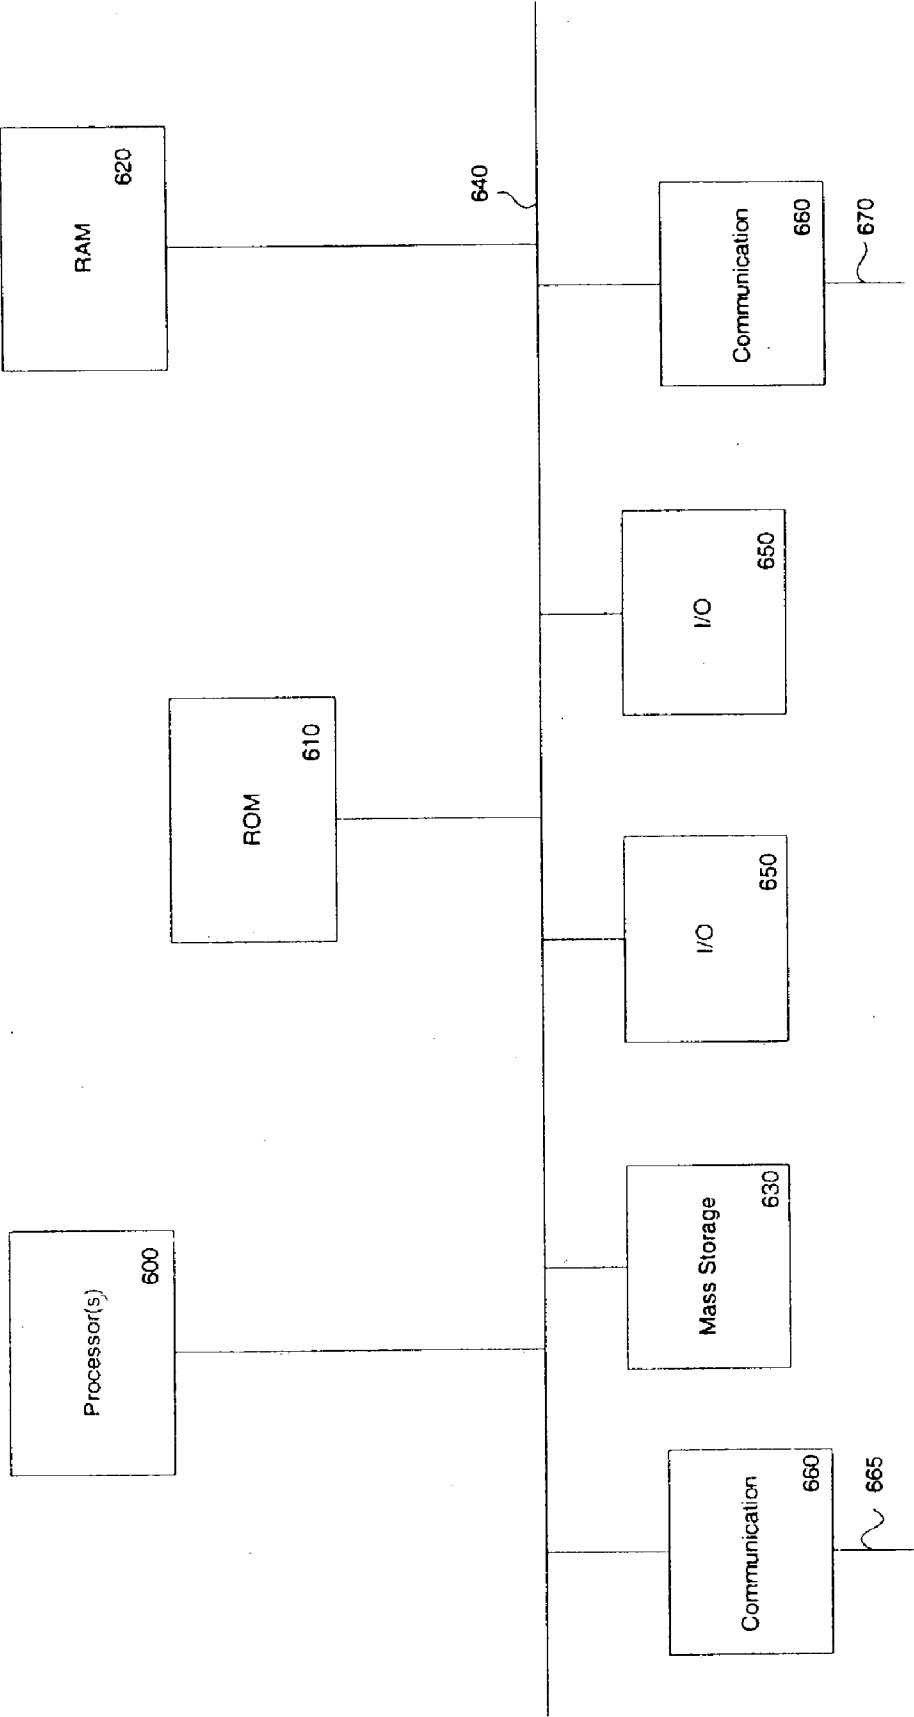 Processor(s)
600
RAM
620
ROM
610
640
Communication
660
665
Mass Storage
630
I/O
650
I/O
650
Communication
660
670